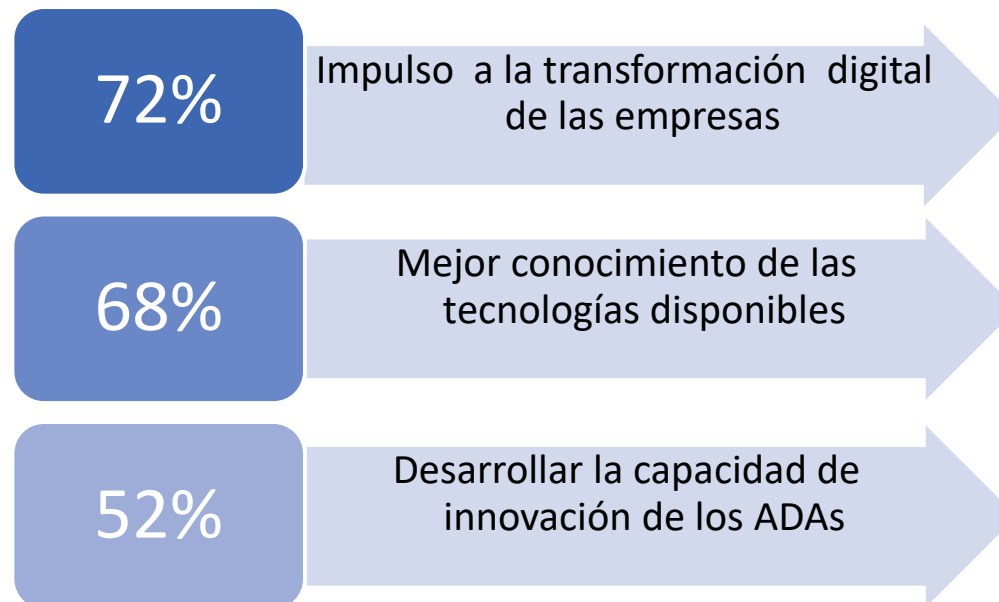 72%
Impulso a la transformación digital
de las empresas
68%
Mejor conocimiento de las
tecnologías disponibles
52%
Desarrollar la capacidad de
innovación de los ADAs